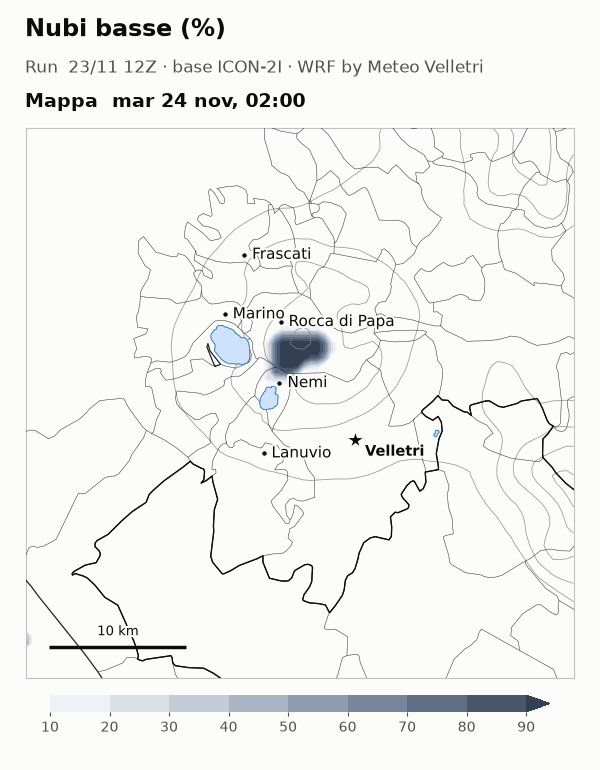 Nubi basse (%)
Run  23/11 12Z · base ICON-2I · WRF by Meteo Velletri
Mappa  mar 24 nov, 02:00
Frascati
Marino
Rocca di Papa
Nemi
Velletri
Lanuvio
10 km
10 20 30 40 50 60 70 80 90